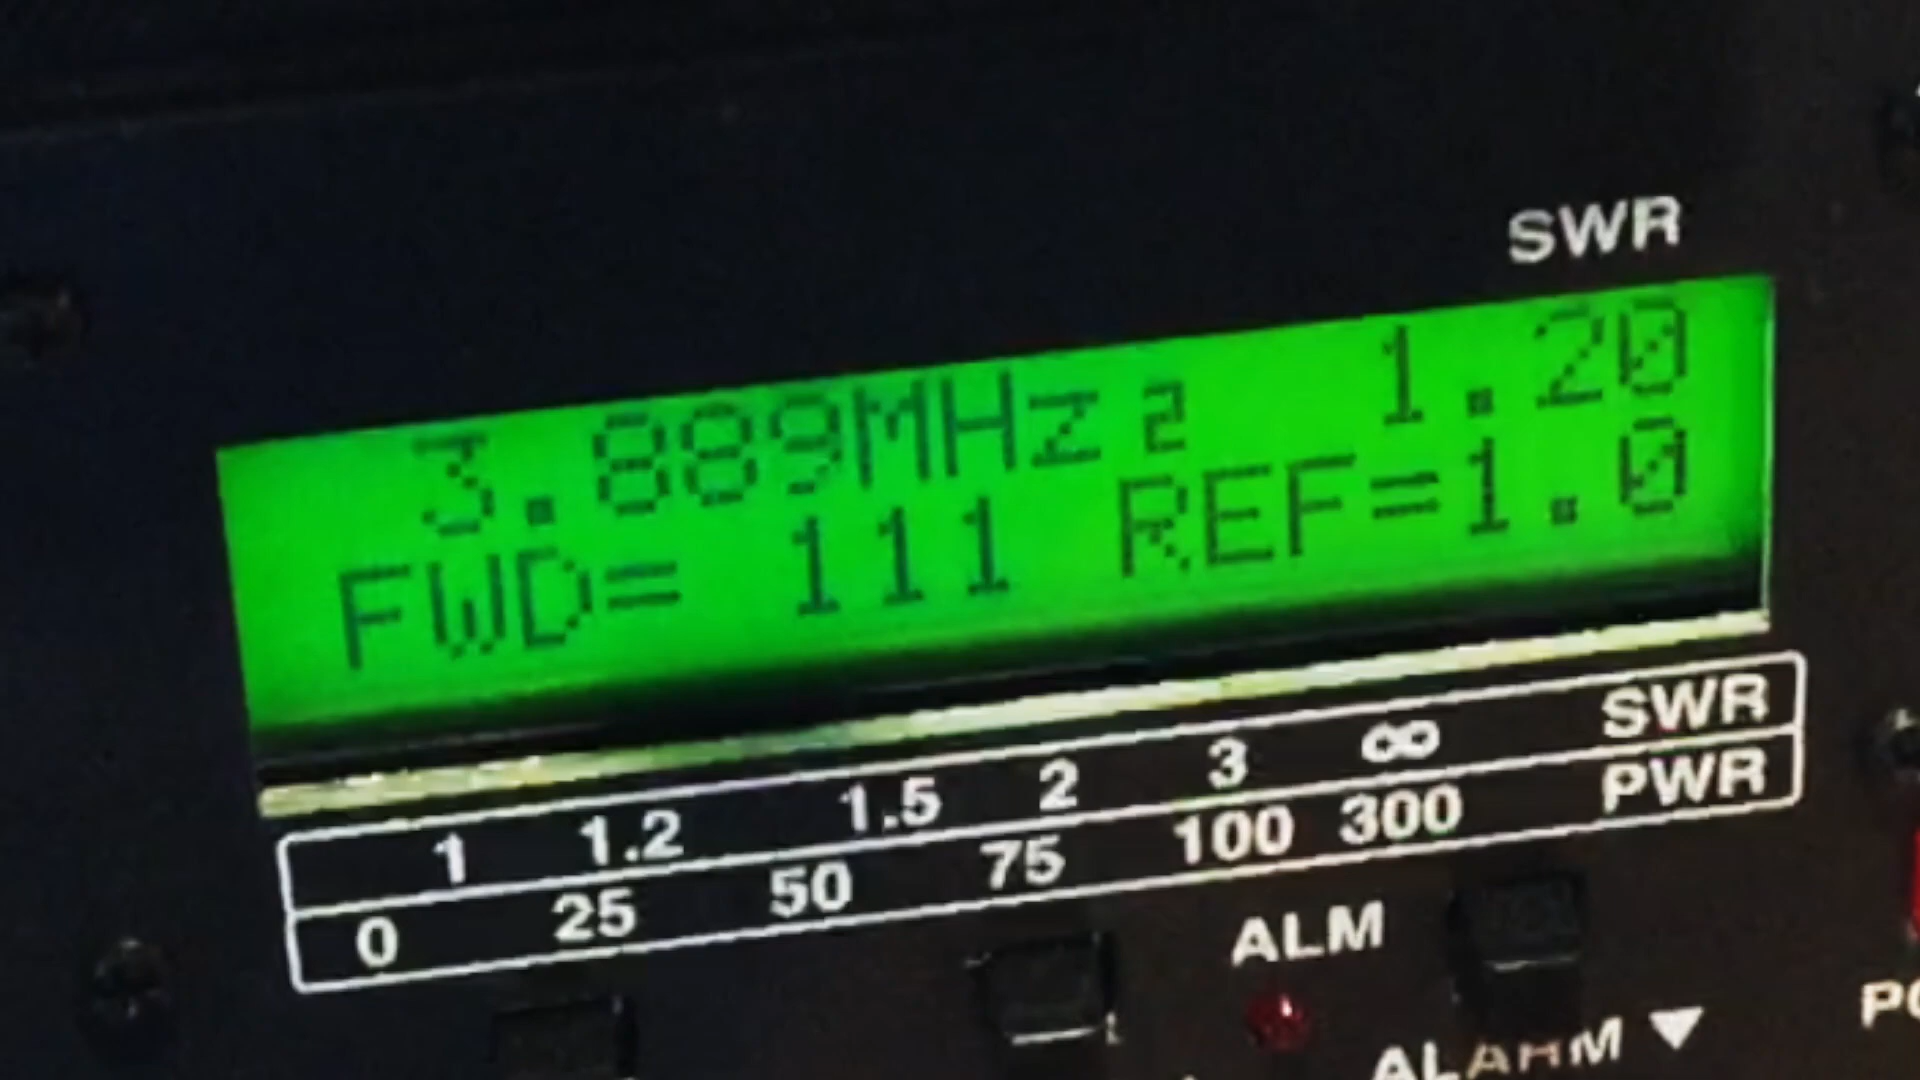 SWR
3.889MHz 2 1.20
FWD= 111 REF=1.0
1 1.2 1.5 2 3 ∞ SWR
0 25 50 75 100 300 PWR
ALM
ALARM ▼